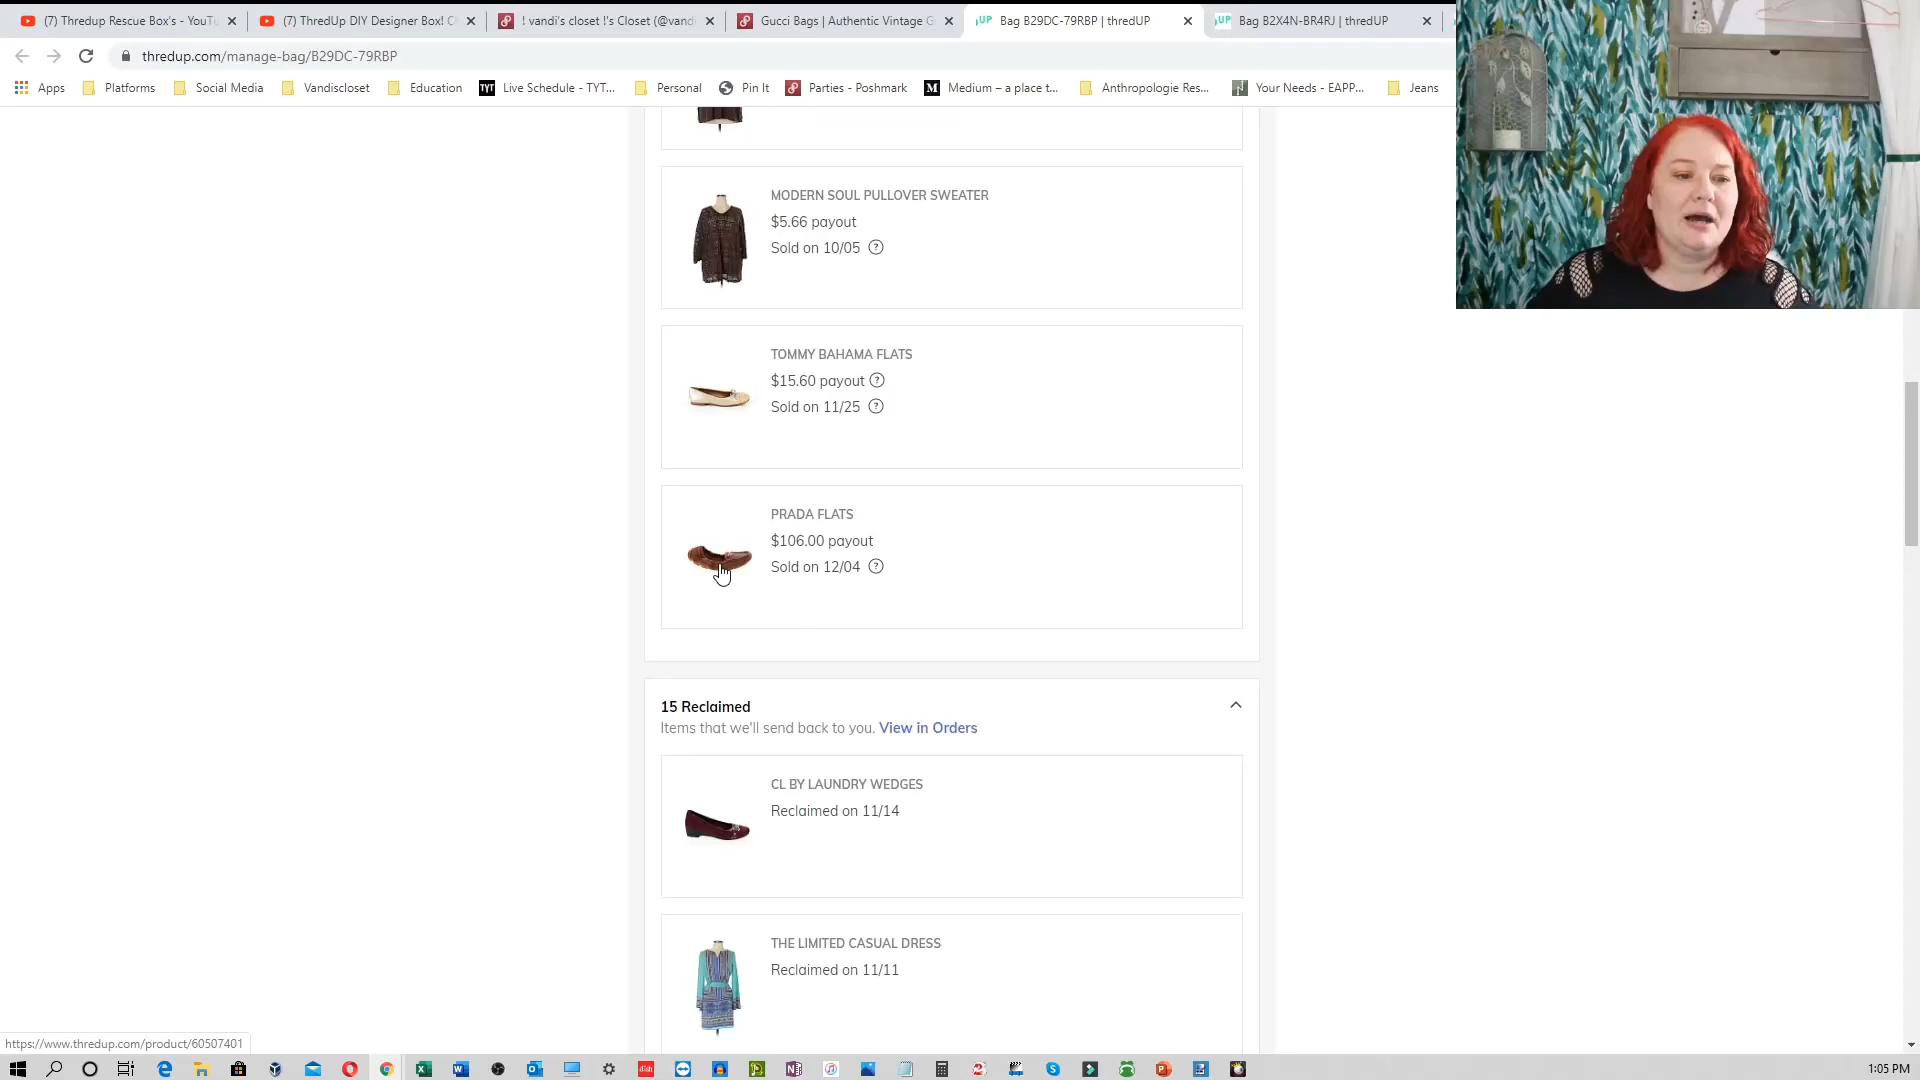 (7) Thredup Rescue Box's - YouTu
(7) ThredUp DIY Designer Box! C
! vandi's closet !'s Closet (@vand
Gucci Bags | Authentic Vintage G
UP Bag B29DC-79RBP | thredUP
UP Bag B2X4N-BR4RJ | thredUP
thredup.com/manage-bag/B29DC-79RBP
Apps
Platforms
Social Media
Vandiscloset
Education
TYT Live Schedule - TYT...
Personal
Pin It
Parties - Poshmark
M Medium – a place t...
Anthropologie Res...
Your Needs - EAPP...
Jeans
MODERN SOUL PULLOVER SWEATER
$5.66 payout
Sold on 10/05 ?
TOMMY BAHAMA FLATS
$15.60 payout ?
Sold on 11/25 ?
PRADA FLATS
$106.00 payout
Sold on 12/04 ?
15 Reclaimed
Items that we'll send back to you. View in Orders
CL BY LAUNDRY WEDGES
Reclaimed on 11/14
THE LIMITED CASUAL DRESS
Reclaimed on 11/11
https://www.thredup.com/product/60507401
dish
1:05 PM